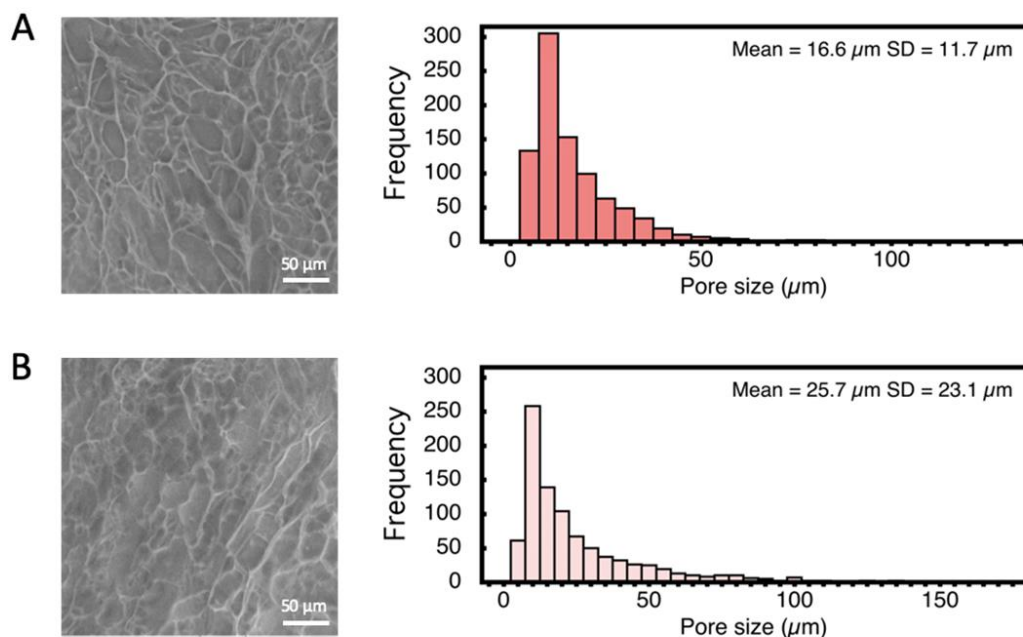 A
50 μm
Frequency
300
250
200
150
100
50
0
Mean = 16.6 μm SD = 11.7 μm
0 50 100
Pore size (μm)
B
50 μm
Frequency
300
250
200
150
100
50
0
Mean = 25.7 μm SD = 23.1 μm
0 50 100 150
Pore size (μm)